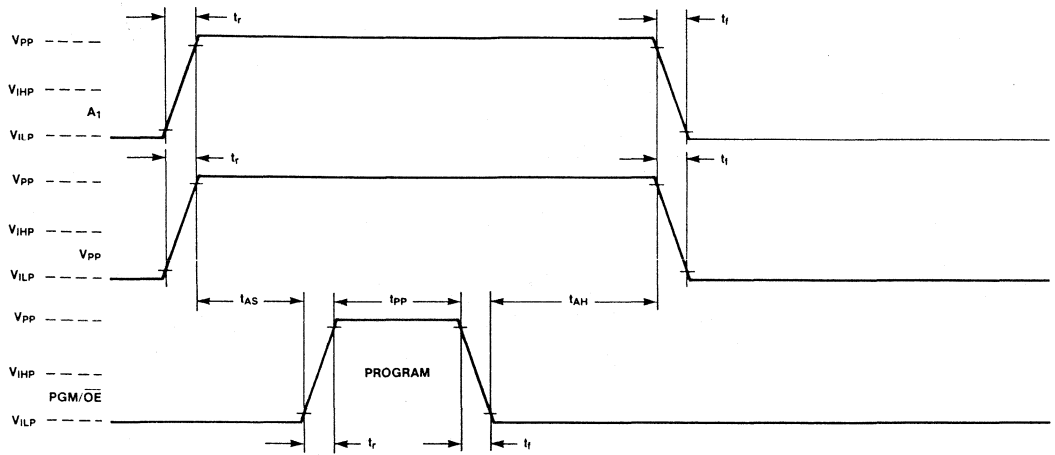 tr tf
VPP
VIHP
A1
VILP
tr tf
VPP
VIHP
VPP
VILP
tAS tPP tAH
VPP
VIHP PROGRAM
PGM/O̅E̅
VILP
tr tf